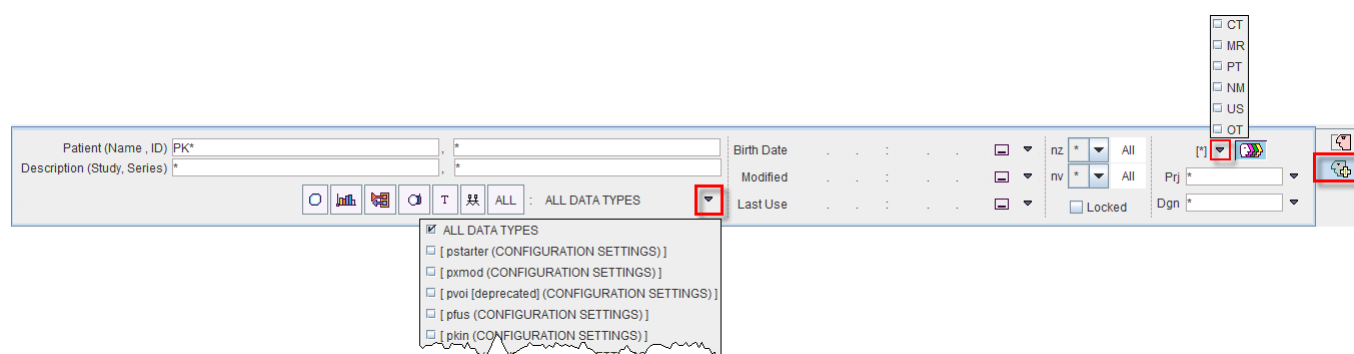 CT
MR
PT
NM
US
OT
Patient (Name , ID) PK* , *
Description (Study, Series) * , *
T ALL : ALL DATA TYPES
Birth Date . . : . .
Modified . . : . .
Last Use . . : . .
nz * All
nv * All
Locked
[*]
Prj *
Dgn *
ALL DATA TYPES
[ pstarter (CONFIGURATION SETTINGS) ]
[ pxmod (CONFIGURATION SETTINGS) ]
[ pvoi [deprecated] (CONFIGURATION SETTINGS) ]
[ pfus (CONFIGURATION SETTINGS) ]
[ pkin (CONFIGURATION SETTINGS) ]